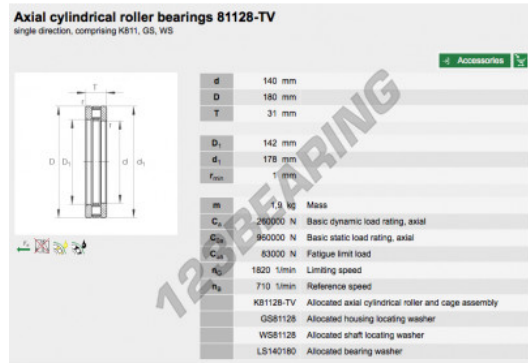 Axial cylindrical roller bearings 81128-TV
single direction, comprising K811, GS, WS
Accessories
T
r
r
D D₁ d d₁
d 140 mm
D 180 mm
T 31 mm
D₁ 142 mm
d₁ 178 mm
rmin 1 mm
m 1,9 kg Mass
Ca 260000 N Basic dynamic load rating, axial
C0a 960000 N Basic static load rating, axial
Cua 83000 N Fatigue limit load
nG 1820 1/min Limiting speed
nB 710 1/min Reference speed
K81128-TV Allocated axial cylindrical roller and cage assembly
GS81128 Allocated housing locating washer
WS81128 Allocated shaft locating washer
LS140180 Allocated bearing washer
123BEARING